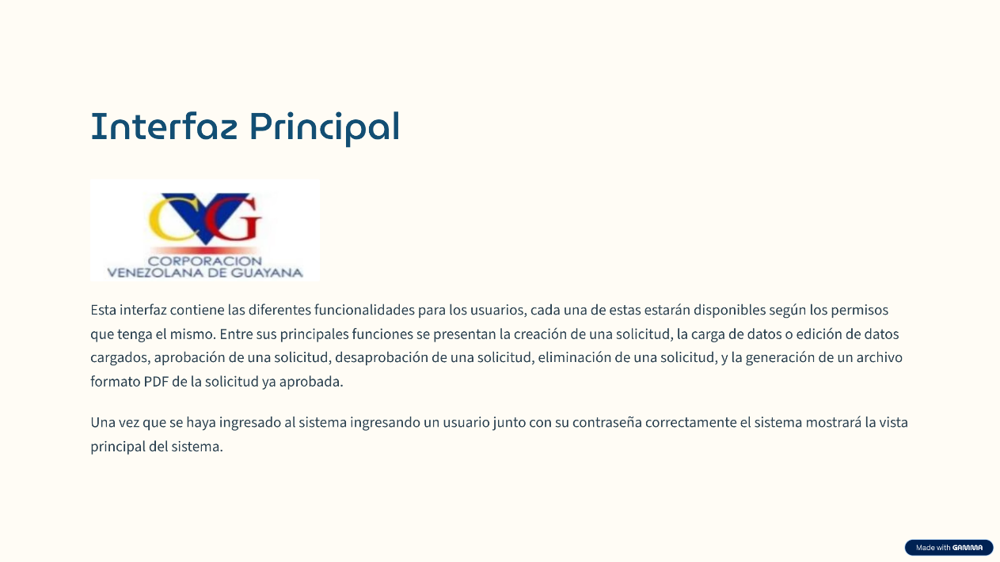 Interfaz Principal
CVG
CORPORACION
VENEZOLANA DE GUAYANA
Esta interfaz contiene las diferentes funcionalidades para los usuarios, cada una de estas estarán disponibles según los permisos
que tenga el mismo. Entre sus principales funciones se presentan la creación de una solicitud, la carga de datos o edición de datos
cargados, aprobación de una solicitud, desaprobación de una solicitud, eliminación de una solicitud, y la generación de un archivo
formato PDF de la solicitud ya aprobada.
Una vez que se haya ingresado al sistema ingresando un usuario junto con su contraseña correctamente el sistema mostrará la vista
principal del sistema.
Made with GAMMA